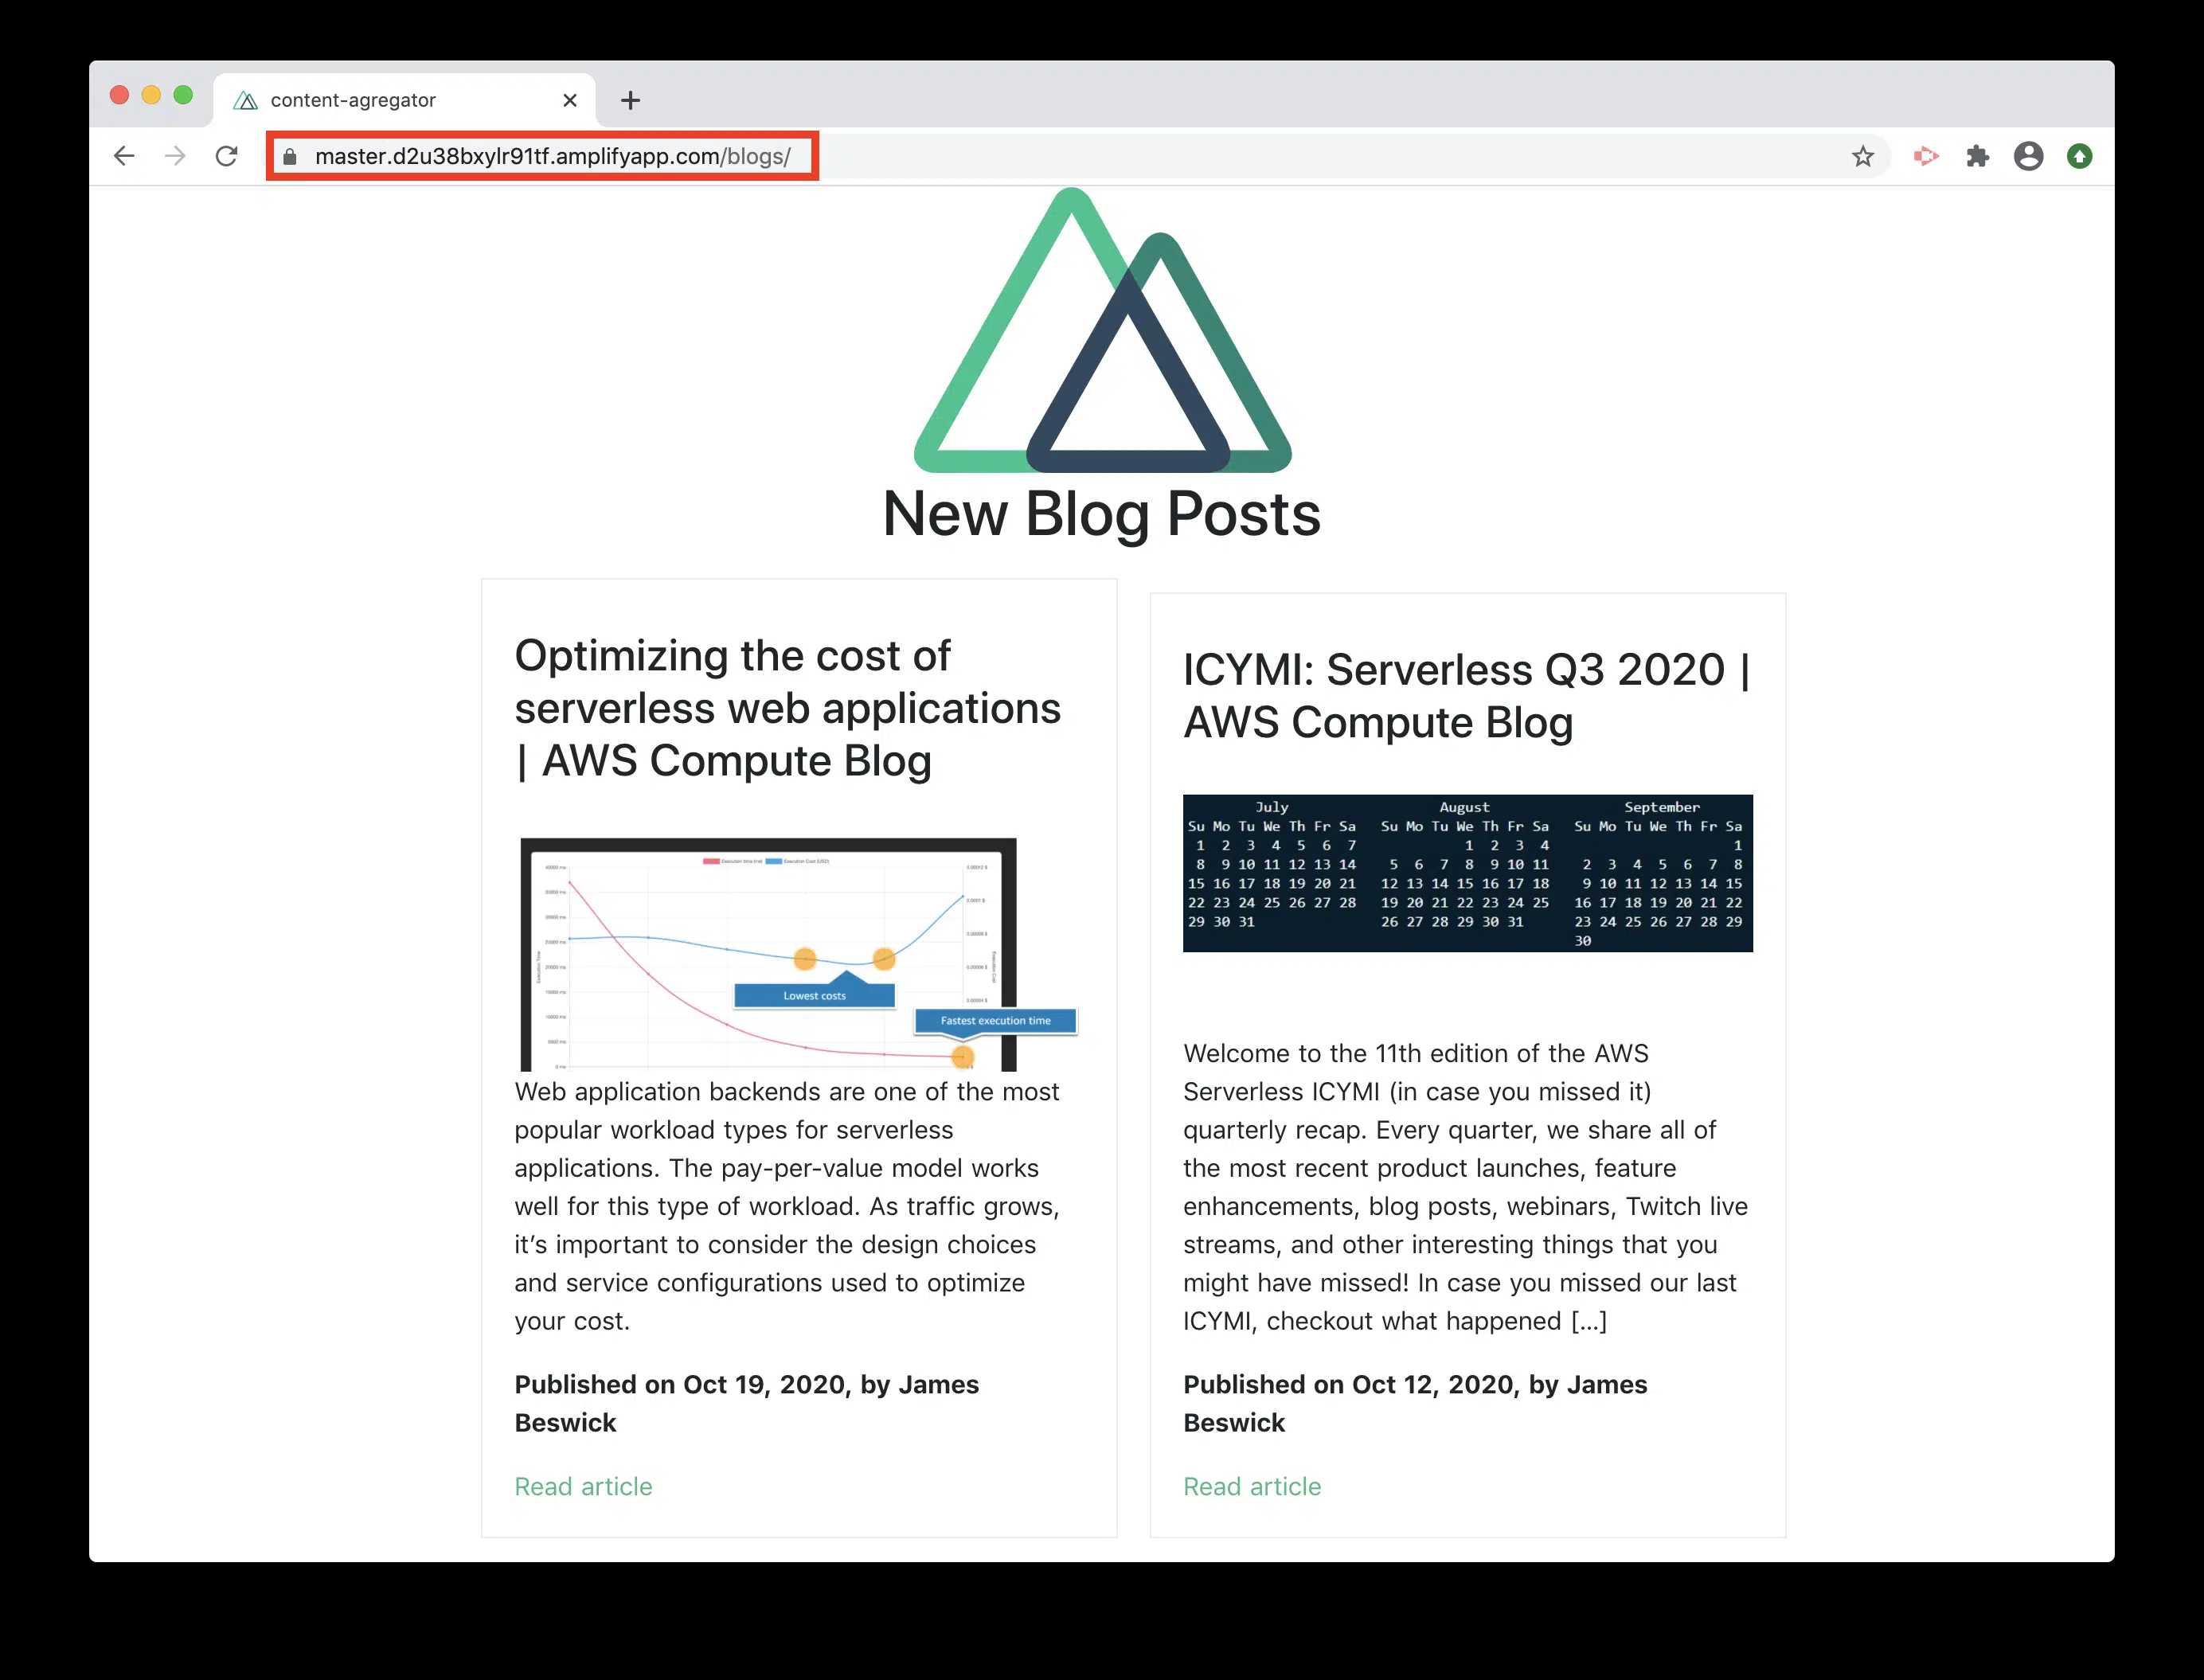 content-agregator
master.d2u38bxylr91tf.amplifyapp.com/blogs/
New Blog Posts
Optimizing the cost of
serverless web applications
| AWS Compute Blog
Execution time (ms) Execution Cost (USD)
Lowest costs
Fastest execution time
Web application backends are one of the most
popular workload types for serverless
applications. The pay-per-value model works
well for this type of workload. As traffic grows,
it’s important to consider the design choices
and service configurations used to optimize
your cost.
Published on Oct 19, 2020, by James
Beswick
Read article
ICYMI: Serverless Q3 2020 |
AWS Compute Blog
July August September
Su Mo Tu We Th Fr Sa Su Mo Tu We Th Fr Sa Su Mo Tu We Th Fr Sa
1 2 3 4 5 6 7 1 2 3 4 1
8 9 10 11 12 13 14 5 6 7 8 9 10 11 2 3 4 5 6 7 8
15 16 17 18 19 20 21 12 13 14 15 16 17 18 9 10 11 12 13 14 15
22 23 24 25 26 27 28 19 20 21 22 23 24 25 16 17 18 19 20 21 22
29 30 31 26 27 28 29 30 31 23 24 25 26 27 28 29
30
Welcome to the 11th edition of the AWS
Serverless ICYMI (in case you missed it)
quarterly recap. Every quarter, we share all of
the most recent product launches, feature
enhancements, blog posts, webinars, Twitch live
streams, and other interesting things that you
might have missed! In case you missed our last
ICYMI, checkout what happened […]
Published on Oct 12, 2020, by James
Beswick
Read article